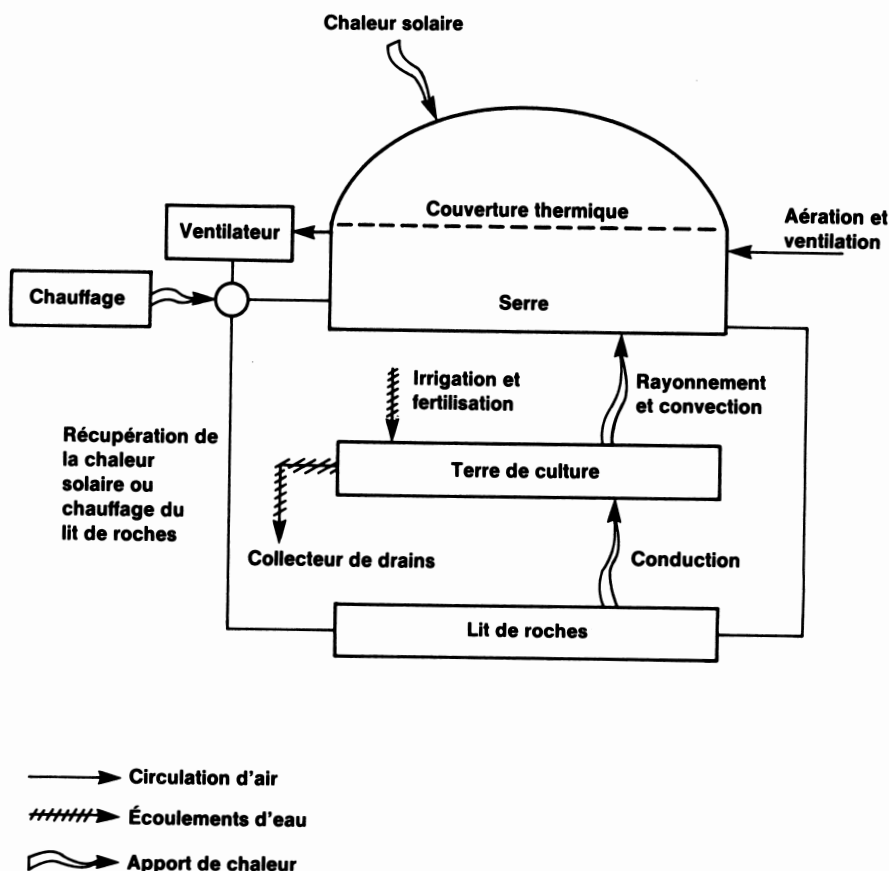 Chaleur solaire
Couverture thermique
Ventilateur
Aération et
ventilation
Chauffage
Serre
Irrigation et
fertilisation
Rayonnement
et convection
Récupération de
la chaleur
solaire ou
chauffage du
lit de roches
Terre de culture
Collecteur de drains
Conduction
Lit de roches
Circulation d'air
Écoulements d'eau
Apport de chaleur